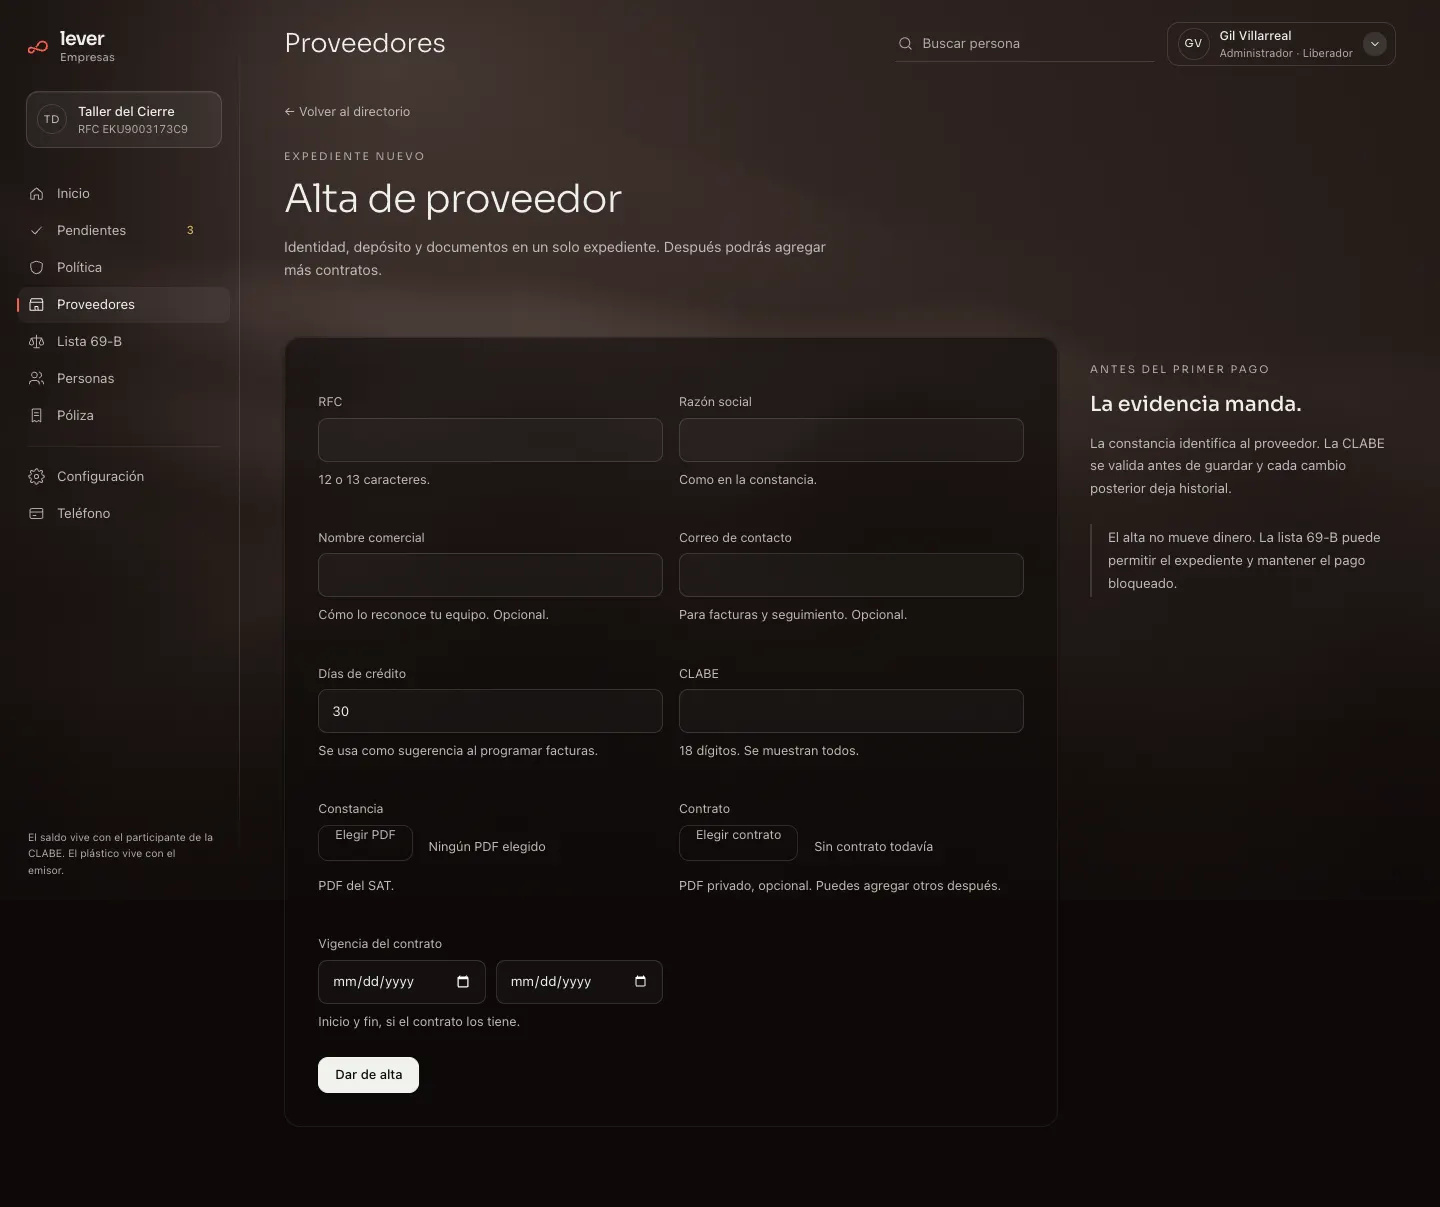 lever
Empresas
TD
Taller del Cierre
RFC EKU9003173C9
Inicio
Pendientes 3
Política
Proveedores
Lista 69-B
Personas
Póliza
Configuración
Teléfono
El saldo vive con el participante de la
CLABE. El plástico vive con el
emisor.
Proveedores
Buscar persona
GV
Gil Villarreal
Administrador · Liberador
← Volver al directorio
EXPEDIENTE NUEVO
Alta de proveedor
Identidad, depósito y documentos en un solo expediente. Después podrás agregar
más contratos.
RFC
12 o 13 caracteres.
Razón social
Como en la constancia.
Nombre comercial
Cómo lo reconoce tu equipo. Opcional.
Correo de contacto
Para facturas y seguimiento. Opcional.
Días de crédito
30
Se usa como sugerencia al programar facturas.
CLABE
18 dígitos. Se muestran todos.
Constancia
Elegir PDF
Ningún PDF elegido
PDF del SAT.
Contrato
Elegir contrato
Sin contrato todavía
PDF privado, opcional. Puedes agregar otros después.
Vigencia del contrato
mm/dd/yyyy
mm/dd/yyyy
Inicio y fin, si el contrato los tiene.
Dar de alta
ANTES DEL PRIMER PAGO
La evidencia manda.
La constancia identifica al proveedor. La CLABE
se valida antes de guardar y cada cambio
posterior deja historial.
El alta no mueve dinero. La lista 69-B puede
permitir el expediente y mantener el pago
bloqueado.